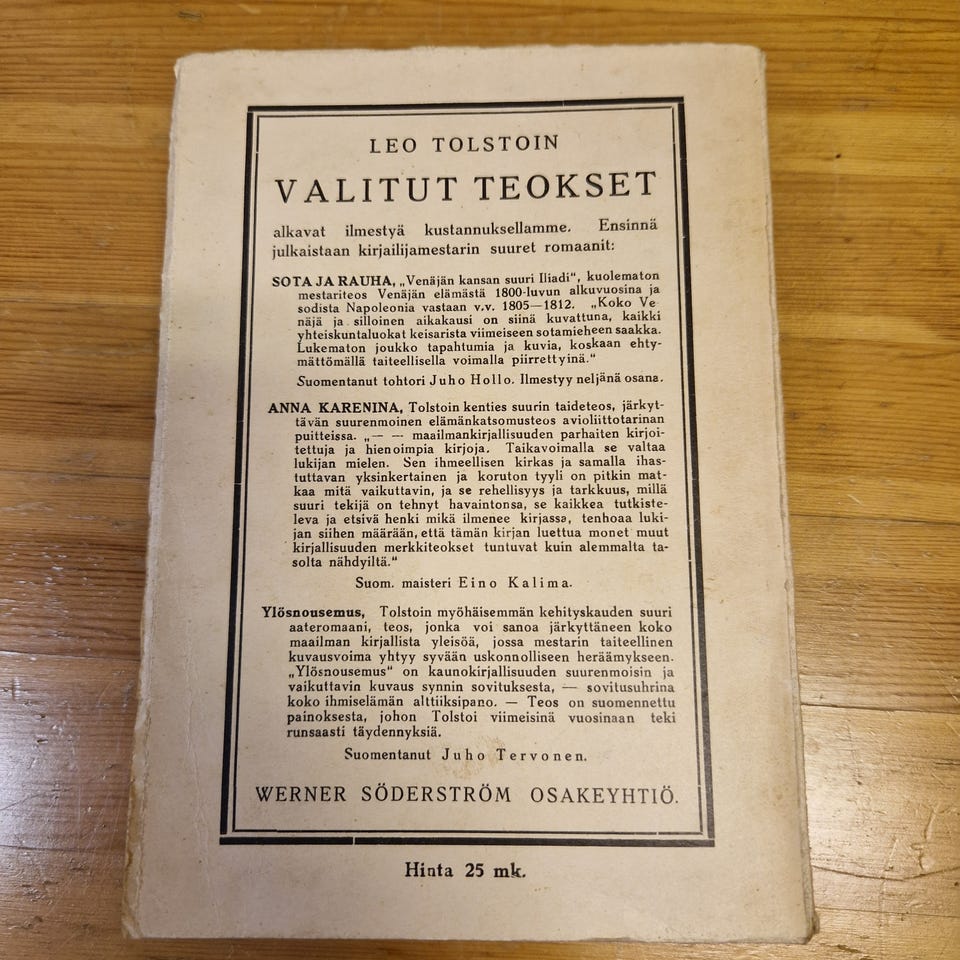 LEO TOLSTOIN
VALITUT TEOKSET
alkavat ilmestyä kustannuksellamme. Ensinnä
julkaistaan kirjailijamestarin suuret romaanit:
SOTA JA RAUHA, „Venäjän kansan suuri Iliadi“, kuolematon
mestariteos Venäjän elämästä 1800-luvun alkuvuosina ja
sodista Napoleonia vastaan v.v. 1805—1812. „Koko Ve
näjä ja silloinen aikakausi on siinä kuvattuna, kaikki
yhteiskuntaluokat keisarista viimeiseen sotamieheen saakka.
Lukematon joukko tapahtumia ja kuvia, koskaan ehty-
mättömällä taiteellisella voimalla piirrettyinä.“
Suomentanut tohtori Juho Hollo. Ilmestyy neljänä osana.
ANNA KARENINA, Tolstoin kenties suurin taideteos, järkyt-
tävän suurenmoinen elämänkatsomusteos avioliittotarinan
puitteissa. „— — maailmankirjallisuuden parhaiten kirjoi-
tettuja ja hienoimpia kirjoja. Taikavoimalla se valtaa
lukijan mielen. Sen ihmeellisen kirkas ja samalla ihas-
tuttavan yksinkertainen ja koruton tyyli on pitkin mat-
kaa mitä vaikuttavin, ja se rehellisyys ja tarkkuus, millä
suuri tekijä on tehnyt havaintonsa, se kaikkea tutkiste-
leva ja etsivä henki mikä ilmenee kirjassa, tenhoaa luki-
jan siihen määrään, että tämän kirjan luettua monet muut
kirjallisuuden merkkiteokset tuntuvat kuin alemmalta ta-
solta nähdyiltä.“
Suom. maisteri Eino Kalima.
Ylösnousemus, Tolstoin myöhäisemmän kehityskauden suuri
aateromaani, teos, jonka voi sanoa järkyttäneen koko
maailman kirjallista yleisöä, jossa mestarin taiteellinen
kuvausvoima yhtyy syvään uskonnolliseen heräämykseen.
„Ylösnousemus“ on kaunokirjallisuuden suurenmoisin ja
vaikuttavin kuvaus synnin sovituksesta, — sovitusuhrina
koko ihmiselämän alttiiksipano. — Teos on suomennettu
painoksesta, johon Tolstoi viimeisinä vuosinaan teki
runsaasti täydennyksiä.
Suomentanut Juho Tervonen.
WERNER SÖDERSTRÖM OSAKEYHTIÖ.
Hinta 25 mk.